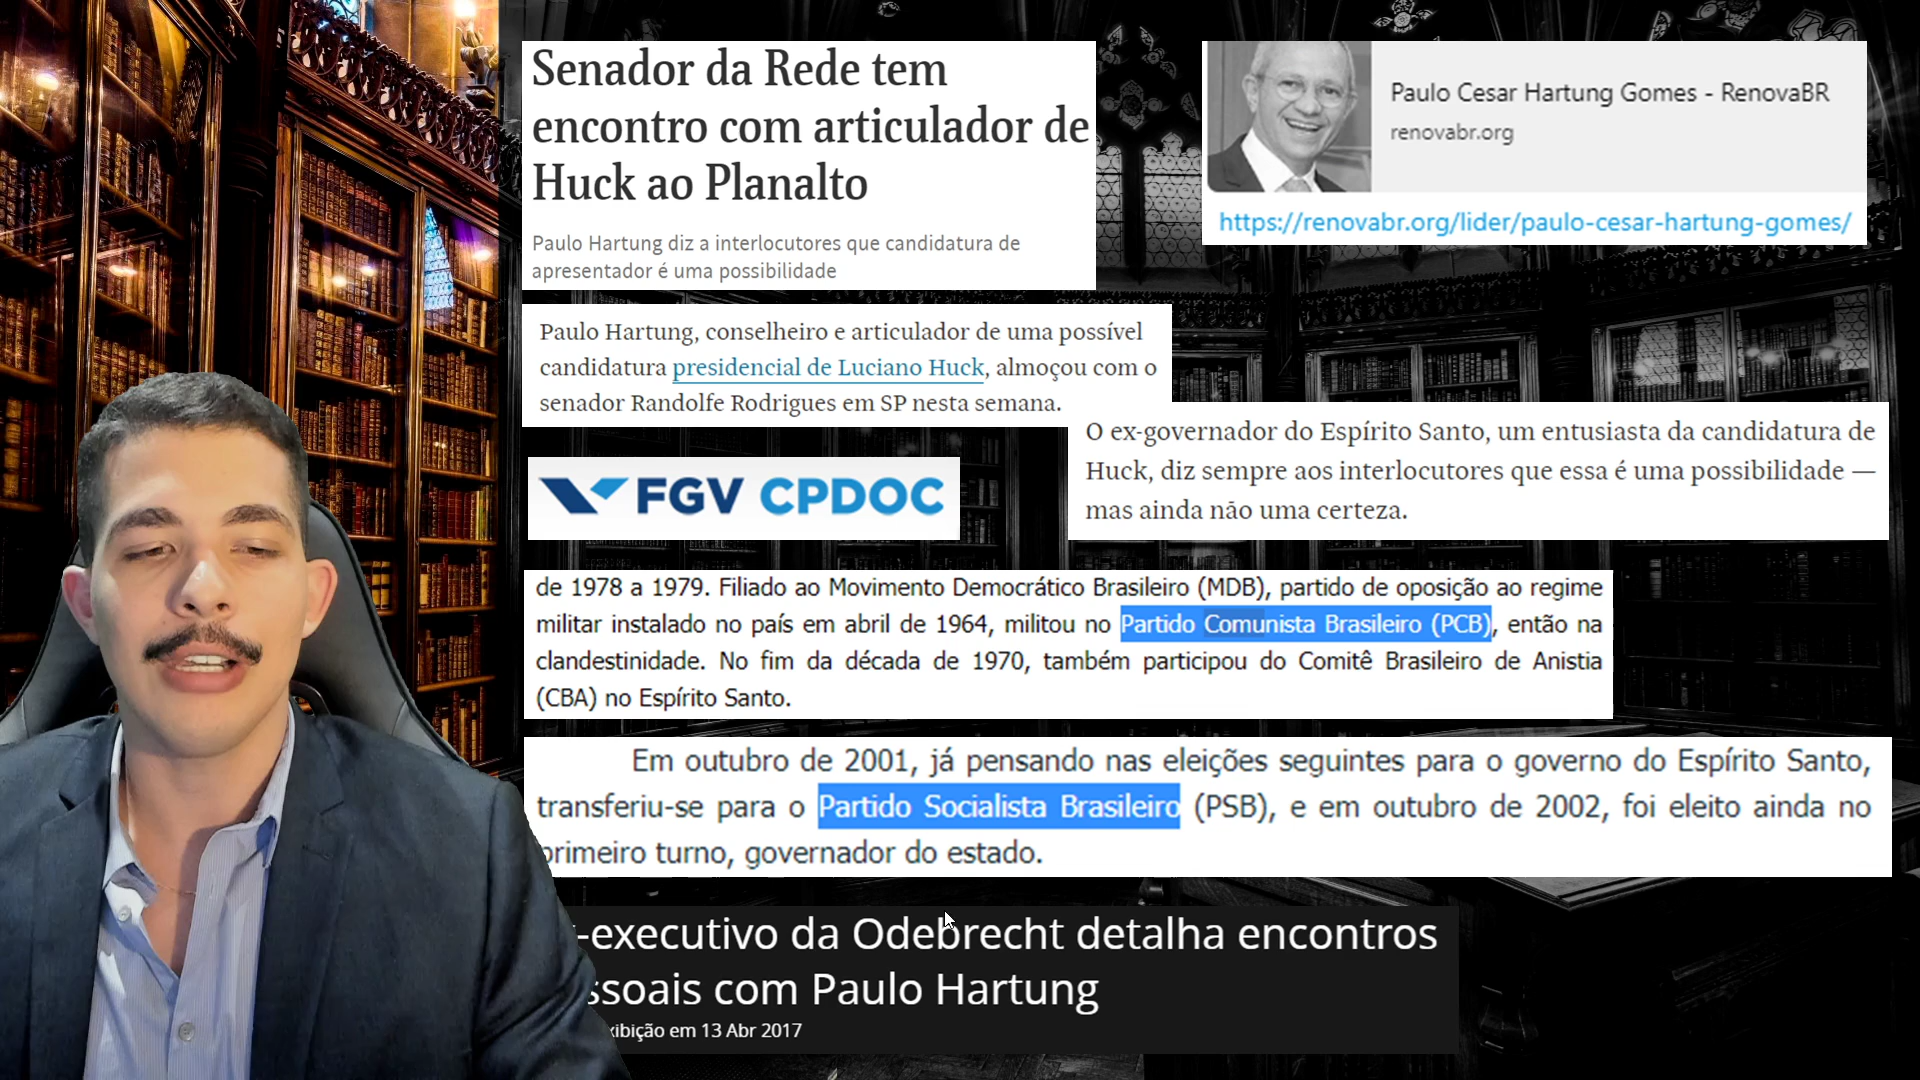 Senador da Rede tem
encontro com articulador de
Huck ao Planalto
Paulo Hartung diz a interlocutores que candidatura de
apresentador é uma possibilidade
Paulo Cesar Hartung Gomes - RenovaBR
renovabr.org
https://renovabr.org/lider/paulo-cesar-hartung-gomes/
Paulo Hartung, conselheiro e articulador de uma possível
candidatura presidencial de Luciano Huck, almoçou com o
senador Randolfe Rodrigues em SP nesta semana.
O ex-governador do Espírito Santo, um entusiasta da candidatura de
Huck, diz sempre aos interlocutores que essa é uma possibilidade —
mas ainda não uma certeza.
FGV CPDOC
de 1978 a 1979. Filiado ao Movimento Democrático Brasileiro (MDB), partido de oposição ao regime
militar instalado no país em abril de 1964, militou no Partido Comunista Brasileiro (PCB), então na
clandestinidade. No fim da década de 1970, também participou do Comitê Brasileiro de Anistia
(CBA) no Espírito Santo.
Em outubro de 2001, já pensando nas eleições seguintes para o governo do Espírito Santo,
transferiu-se para o Partido Socialista Brasileiro (PSB), e em outubro de 2002, foi eleito ainda no
primeiro turno, governador do estado.
-executivo da Odebrecht detalha encontros
ssoais com Paulo Hartung
xibição em 13 Abr 2017